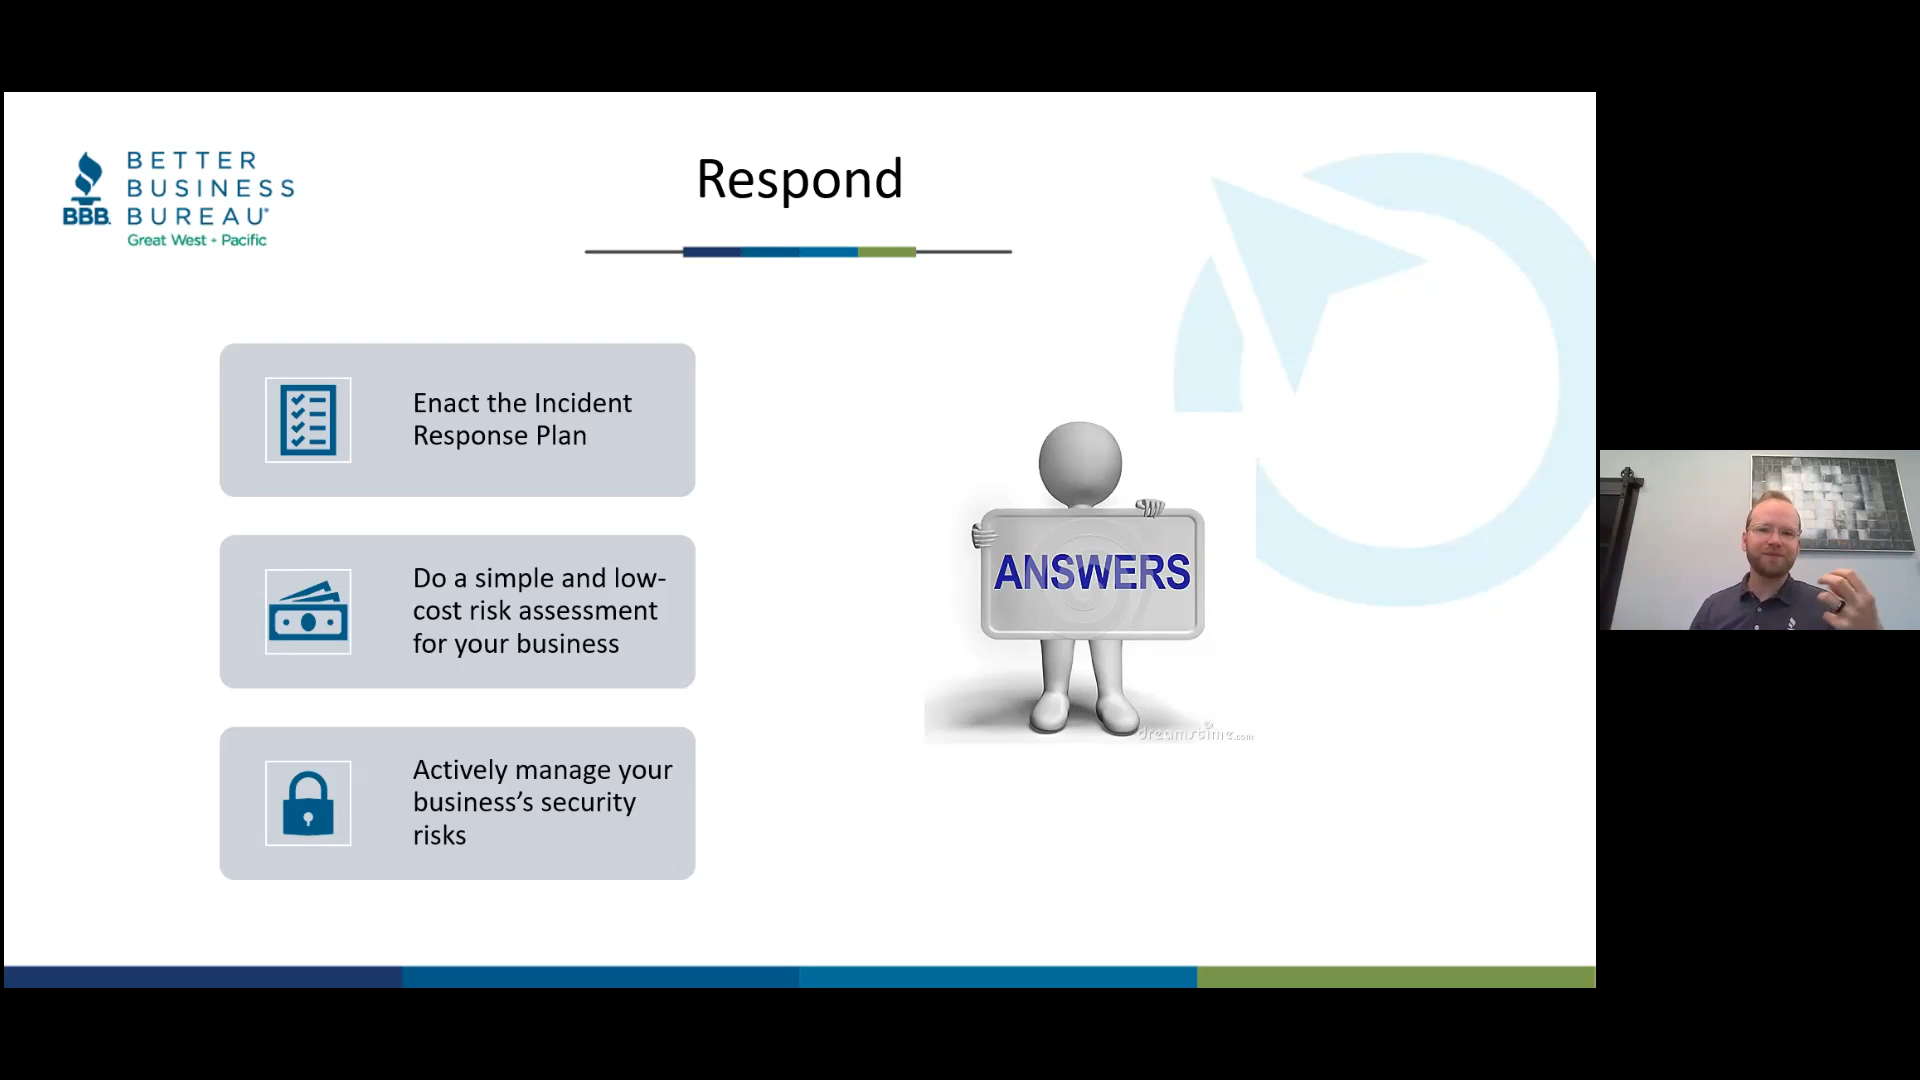 BETTER
BUSINESS
BBB. BUREAU®
Great West + Pacific
Respond
Enact the Incident
Response Plan
Do a simple and low-
cost risk assessment
for your business
Actively manage your
business’s security
risks
ANSWERS
dreamstime.com